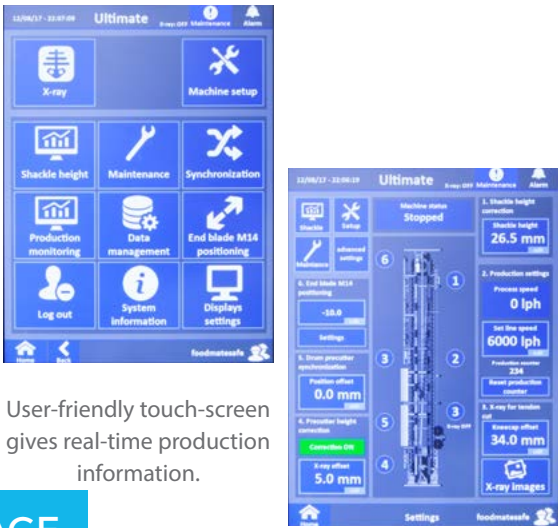 12/06/17 - 22:07:09 Ultimate X-ray: OFF Maintenance Alarm
X-ray Machine setup
Shackle height Maintenance Synchronization
Production monitoring
Data management
End blade M14 positioning
Log out
System information
Displays settings
Home Back foodmatesafe
User-friendly touch-screen
gives real-time production
information.
12/06/17 - 22:06:19 Ultimate X-ray: OFF Maintenance Alarm
Shackle Setup
Maintenance advanced settings
Machine status
Stopped
1. Shackle height
correction
Shackle height
26.5 mm
6
1
6. End blade M14
positioning
-10.0
Settings
2. Production settings
Process speed
0 lph
Set line speed
6000 lph
Production counter
234
Reset production
counter
5. Drum precutter
synchronization
Position offset
0.0 mm
3
2
3
X-ray OFF
5
4
4. Precutter height
correction
Correction ON
X-ray offset
5.0 mm
3. X-ray for tendon
cut
Kneecap offset
34.0 mm
X-ray images
Home Settings foodmatesafe